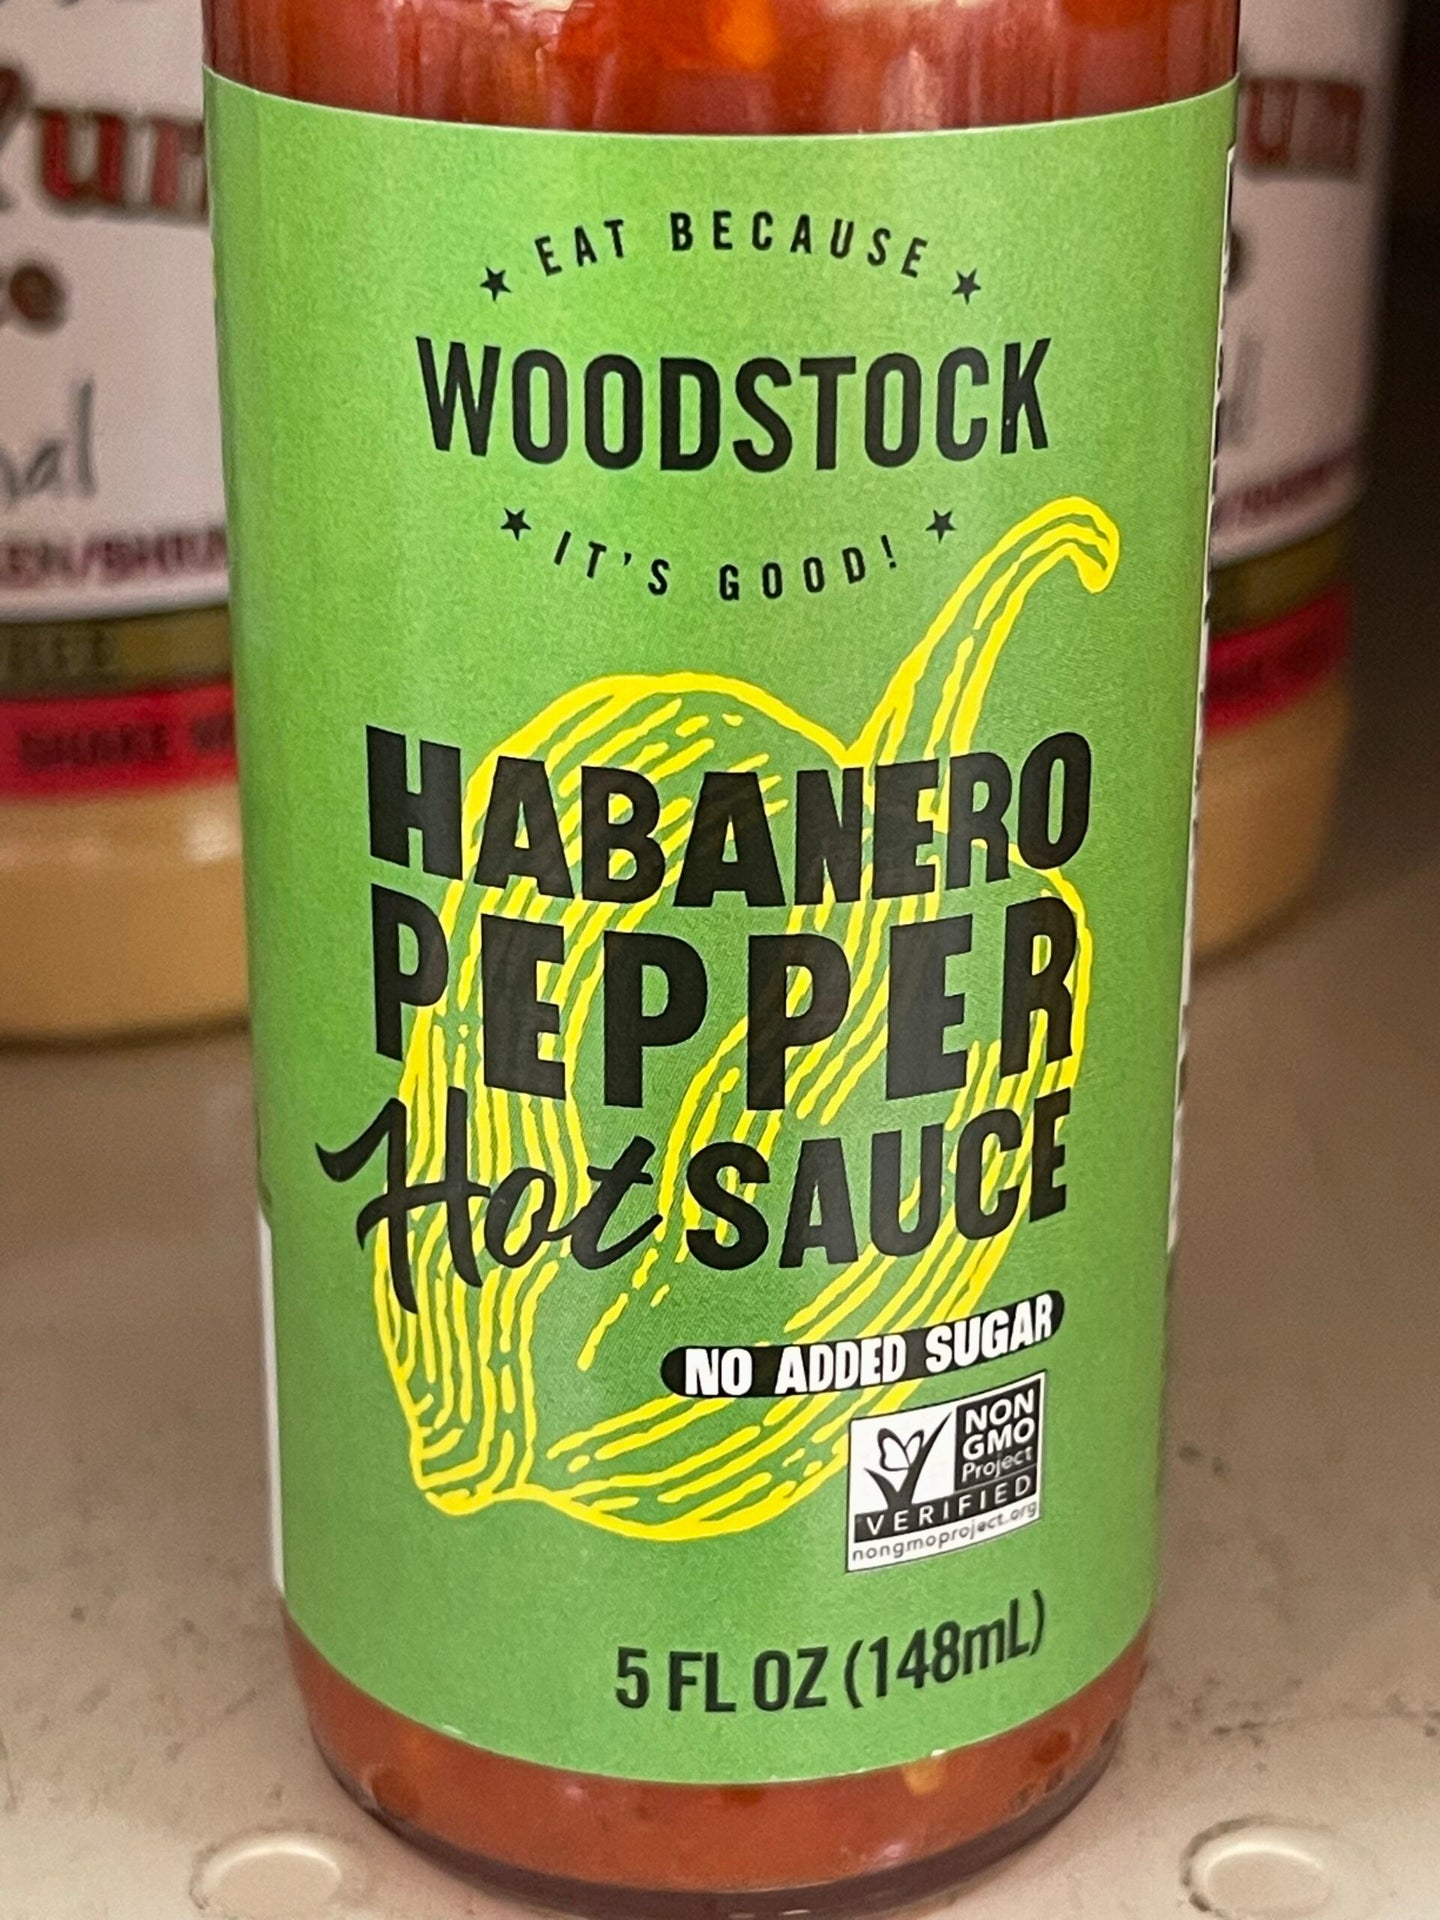 EAT BECAUSE
WOODSTOCK
IT'S GOOD!
HABANERO
PEPPER
Hot SAUCE
NO ADDED SUGAR
NON
GMO
Project
VERIFIED
nongmoproject.org
5 FL OZ (148mL)